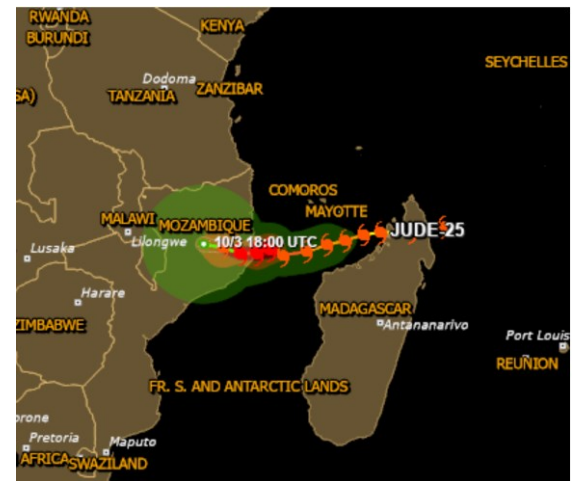 RWANDA
KENYA
BURUNDI
SEYCHELLES
Dodoma
SA)
TANZANIA
ZANZIBAR
COMOROS
MAYOTTE
MALAWI
MOZAMBIQUE
JUDE-25
Lilongwe
10/3 18:00 UTC
Lusaka
Harare
MADAGASCAR
ZIMBABWE
Antananarivo
Port Louis
REUNION
FR. S. AND ANTARCTIC LANDS
orone
Pretoria
Maputo
AFRICA
SWAZILAND